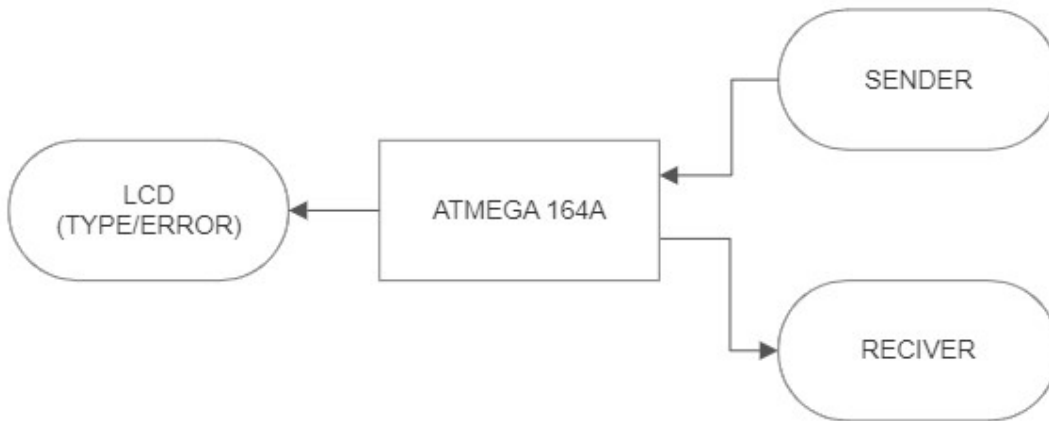 SENDER
LCD
(TYPE/ERROR)
ATMEGA 164A
RECIVER